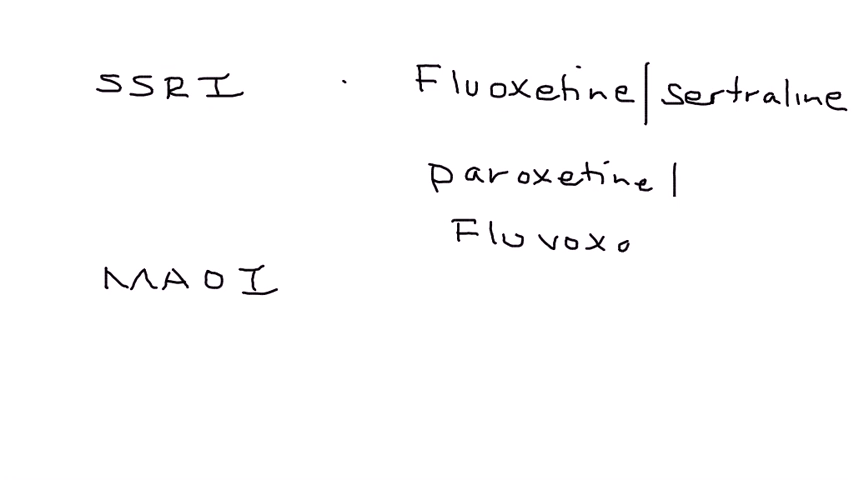 SSRI . Fluoxetine|sertraline
paroxetine|
Fluvoxo
MAOI